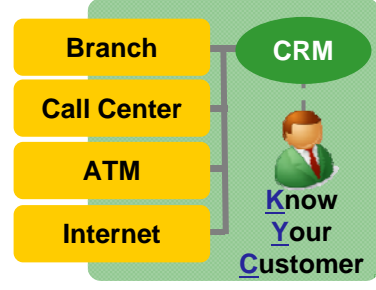 Branch
CRM
Call Center
ATM
Internet
Know
Your
Customer